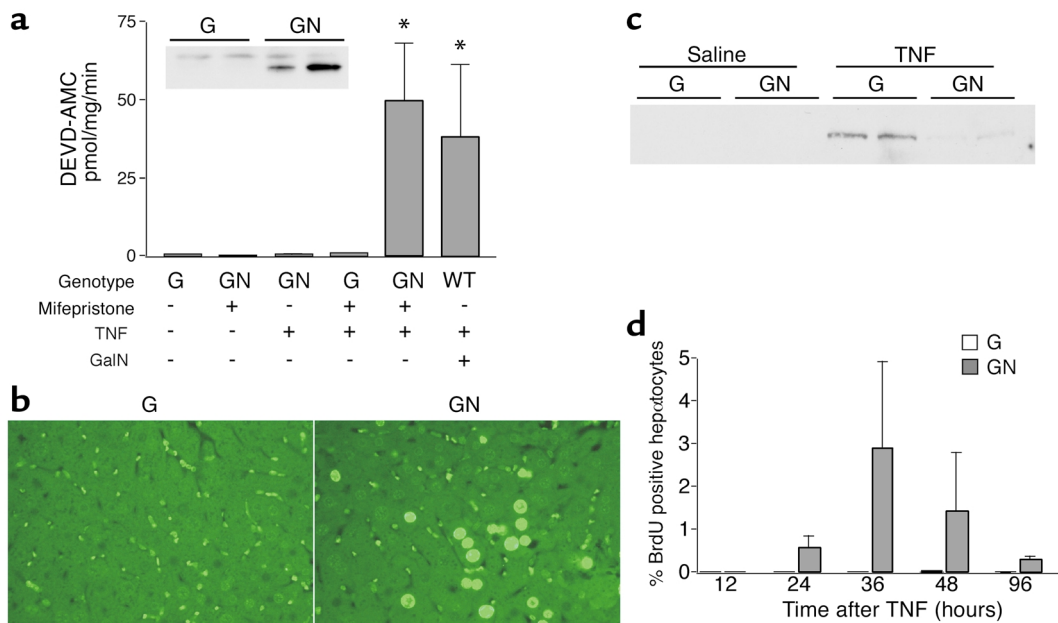 a
75
50
25
0
DEVD-AMC
pmol/mg/min
G GN
*
*
Genotype G GN GN G GN WT
Mifepristone - + - + + -
TNF - - + + + +
GalN - - - - - +
b
G GN
c
Saline TNF
G GN G GN
d
G
GN
% BrdU positive hepatocytes
5
4
3
2
1
0
12 24 36 48 96
Time after TNF (hours)